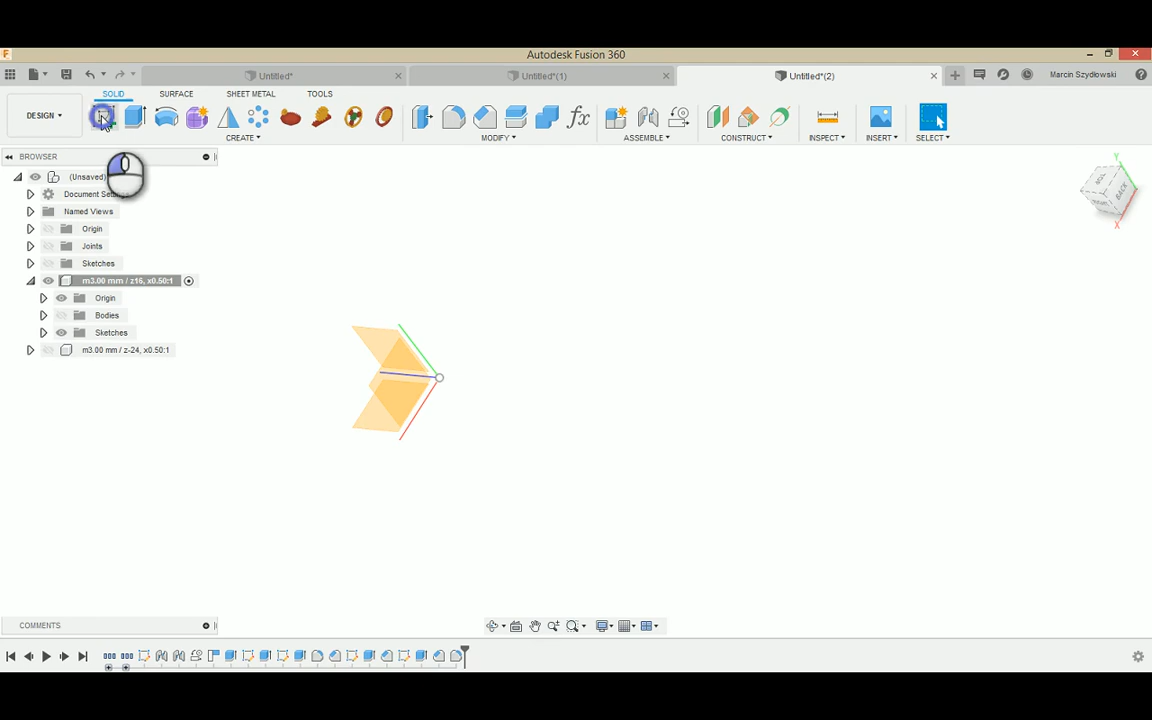 Autodesk Fusion 360
Untitled* Untitled*(1) Untitled*(2) Marcin Szydlowski
SOLID SURFACE SHEET METAL TOOLS
DESIGN
CREATE MODIFY ASSEMBLE CONSTRUCT INSPECT INSERT SELECT
BROWSER
(Unsaved)
Document
Named Views
Origin
Joints
Sketches
m3.00 mm / z16, x0.50:1
Origin
Bodies
Sketches
m3.00 mm / z-24, x0.50:1
Y
BACK
X
COMMENTS